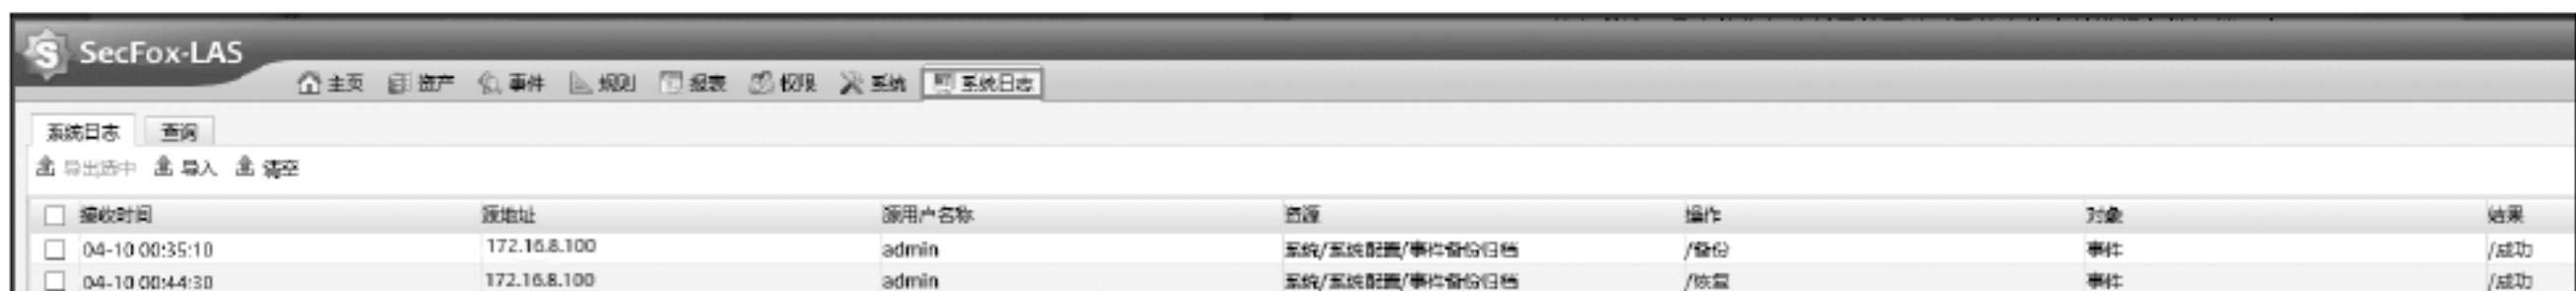 SecFox-LAS
主页 资产 事件 规则 报表 权限 系统 系统日志
系统日志 查询
导出选中 导入 清空
接收时间 源地址 源用户名称 资源 操作 对象 结果
04-10 00:35:10 172.16.8.100 admin 系统/系统配置/事件备份归档 /备份 事件 /成功
04-10 00:44:30 172.16.8.100 admin 系统/系统配置/事件备份归档 /恢复 事件 /成功